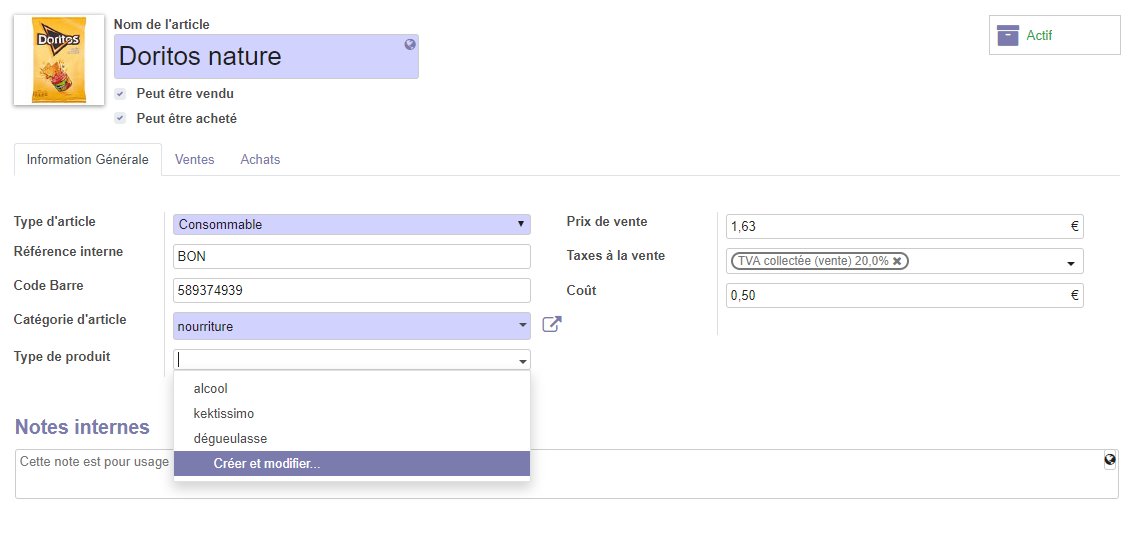 Nom de l'article
Doritos
Doritos nature
Actif
Peut être vendu
Peut être acheté
Information Générale
Ventes
Achats
Type d'article
Consommable
Référence interne
BON
Code Barre
589374939
Catégorie d'article
nourriture
Type de produit
alcool
kektissimo
dégueulasse
Créer et modifier...
Prix de vente
1,63 €
Taxes à la vente
TVA collectée (vente) 20,0% ✖
Coût
0,50 €
Notes internes
Cette note est pour usage